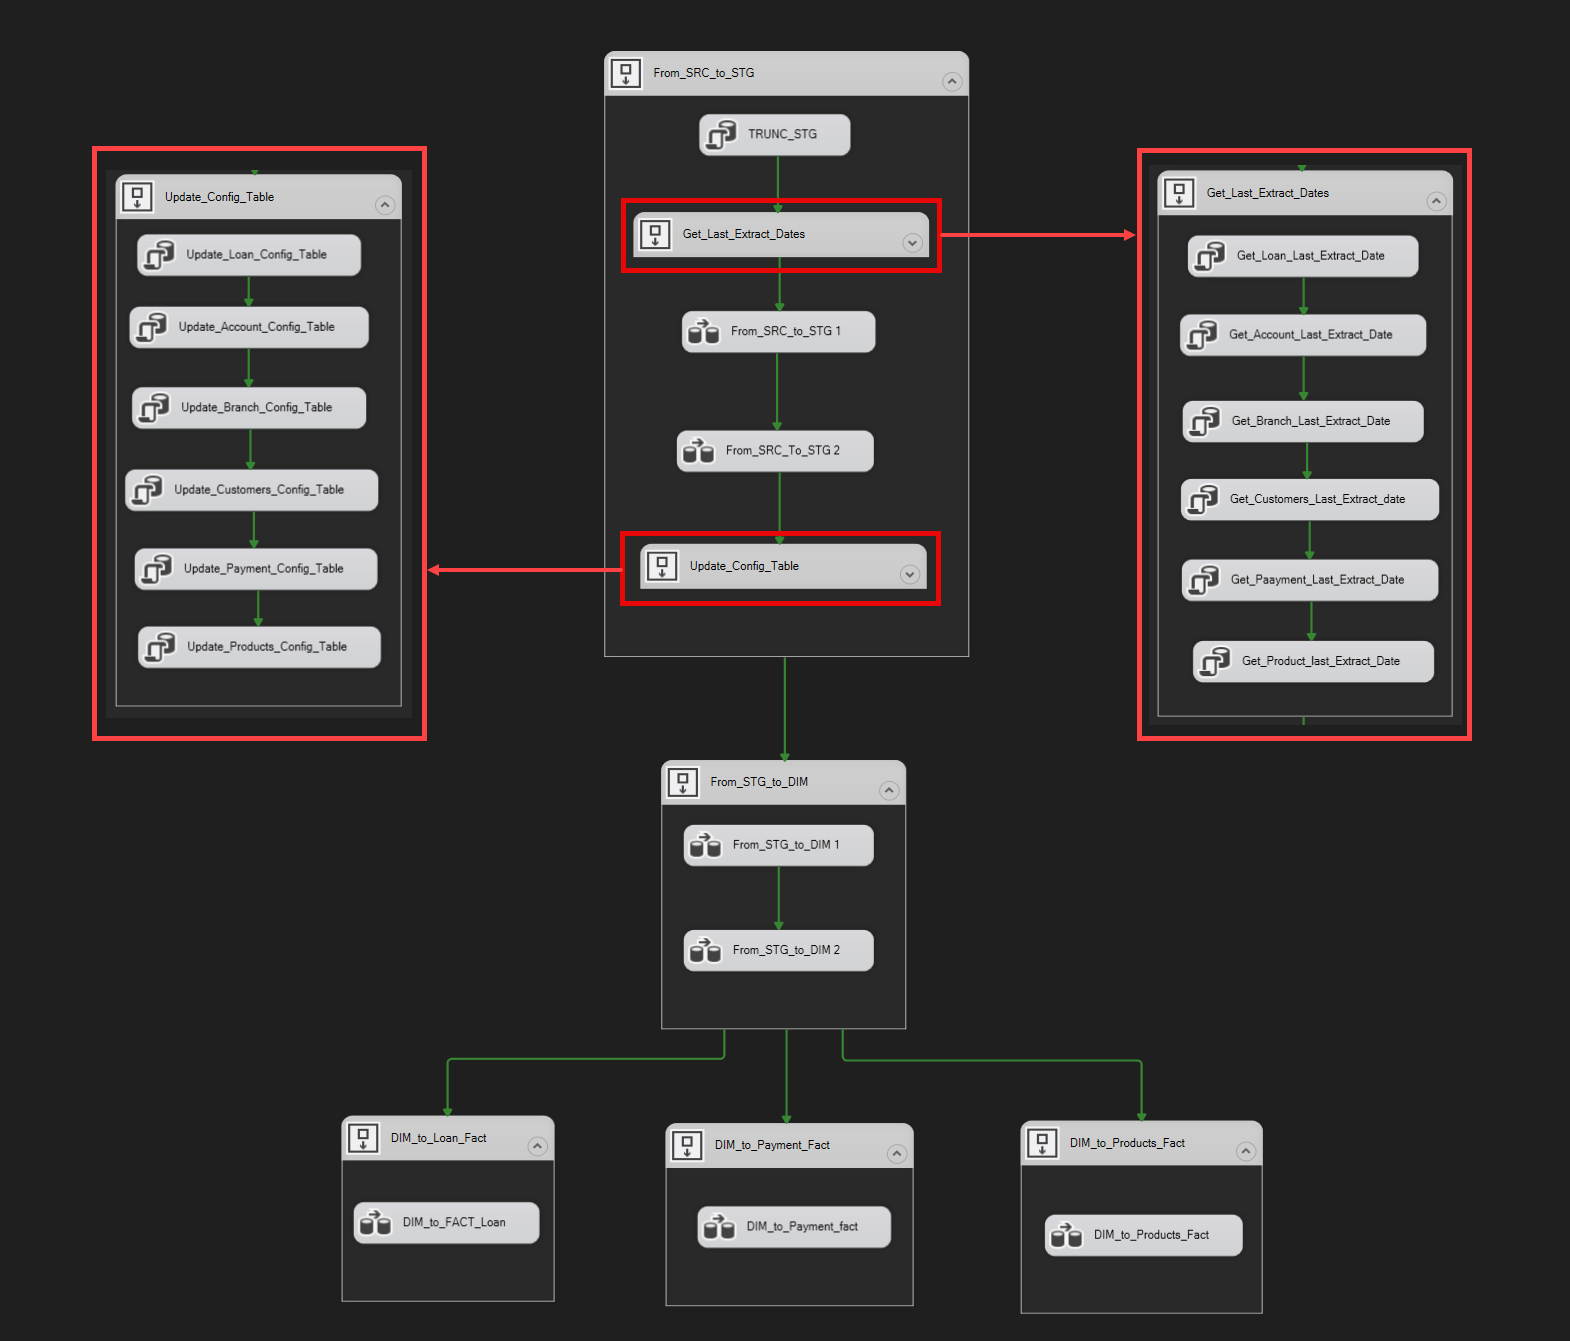 From_SRC_to_STG
TRUNC_STG
Get_Last_Extract_Dates
From_SRC_to_STG 1
From_SRC_To_STG 2
Update_Config_Table
Update_Config_Table
Update_Loan_Config_Table
Update_Account_Config_Table
Update_Branch_Config_Table
Update_Customers_Config_Table
Update_Payment_Config_Table
Update_Products_Config_Table
Get_Last_Extract_Dates
Get_Loan_Last_Extract_Date
Get_Account_Last_Extract_Date
Get_Branch_Last_Extract_Date
Get_Customers_Last_Extract_date
Get_Paayment_Last_Extract_Date
Get_Product_last_Extract_Date
From_STG_to_DIM
From_STG_to_DIM 1
From_STG_to_DIM 2
DIM_to_Loan_Fact
DIM_to_FACT_Loan
DIM_to_Payment_Fact
DIM_to_Payment_fact
DIM_to_Products_Fact
DIM_to_Products_Fact